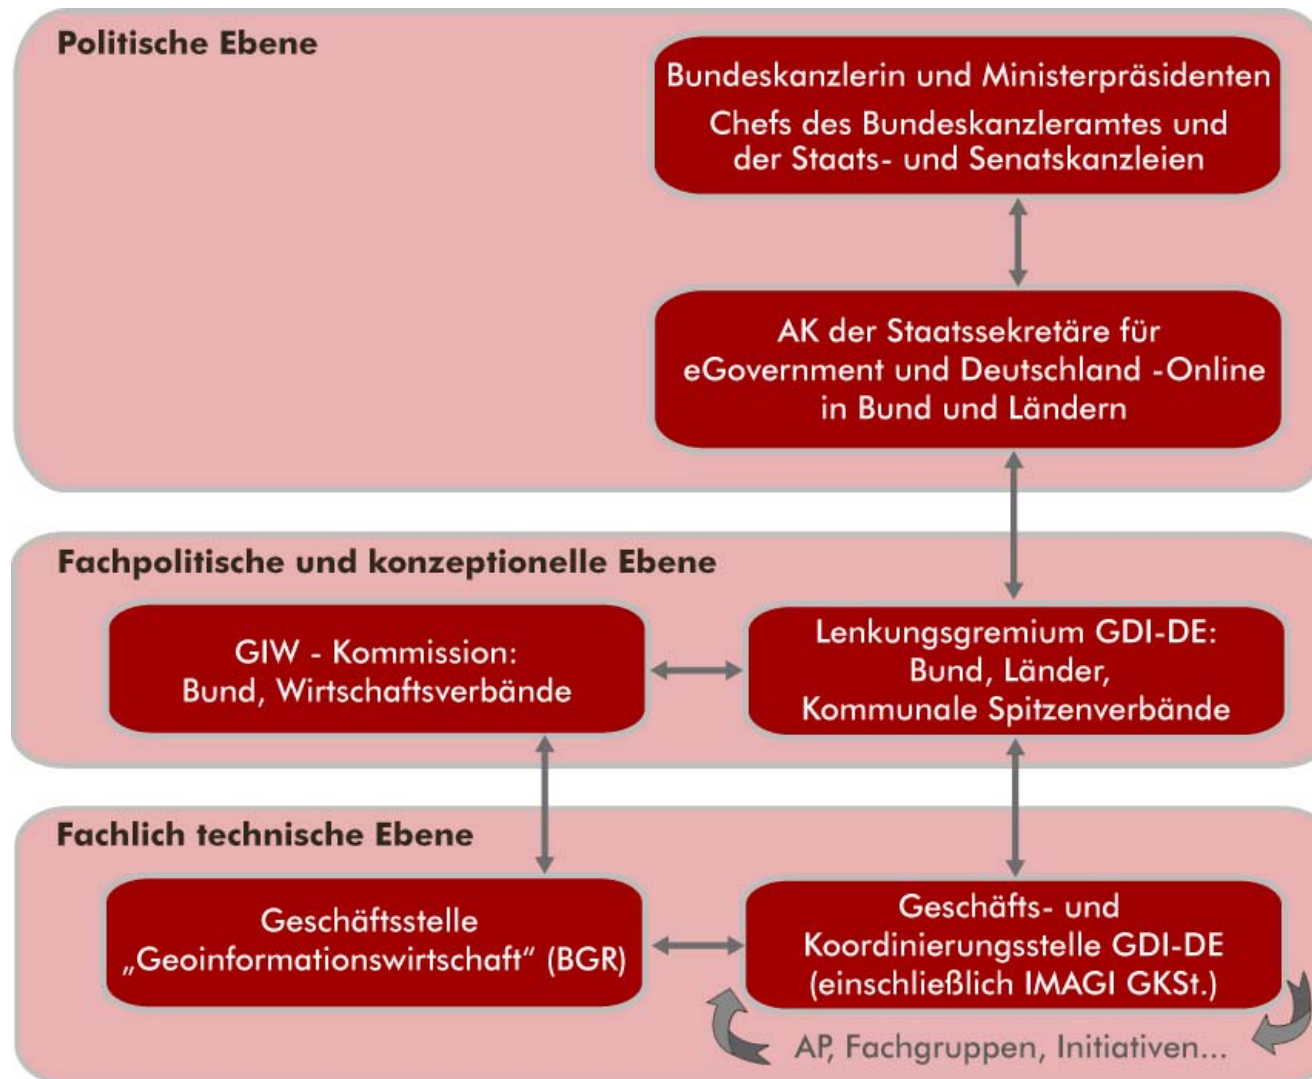 Politische Ebene
Bundeskanzlerin und Ministerpräsidenten
Chefs des Bundeskanzleramtes und
der Staats- und Senatskanzleien
AK der Staatssekretäre für
eGovernment und Deutschland -Online
in Bund und Ländern
Fachpolitische und konzeptionelle Ebene
GIW - Kommission:
Bund, Wirtschaftsverbände
Lenkungsgremium GDI-DE:
Bund, Länder,
Kommunale Spitzenverbände
Fachlich technische Ebene
Geschäftsstelle
„Geoinformationswirtschaft“ (BGR)
Geschäfts- und
Koordinierungsstelle GDI-DE
(einschließlich IMAGI GKSt.)
AP, Fachgruppen, Initiativen...